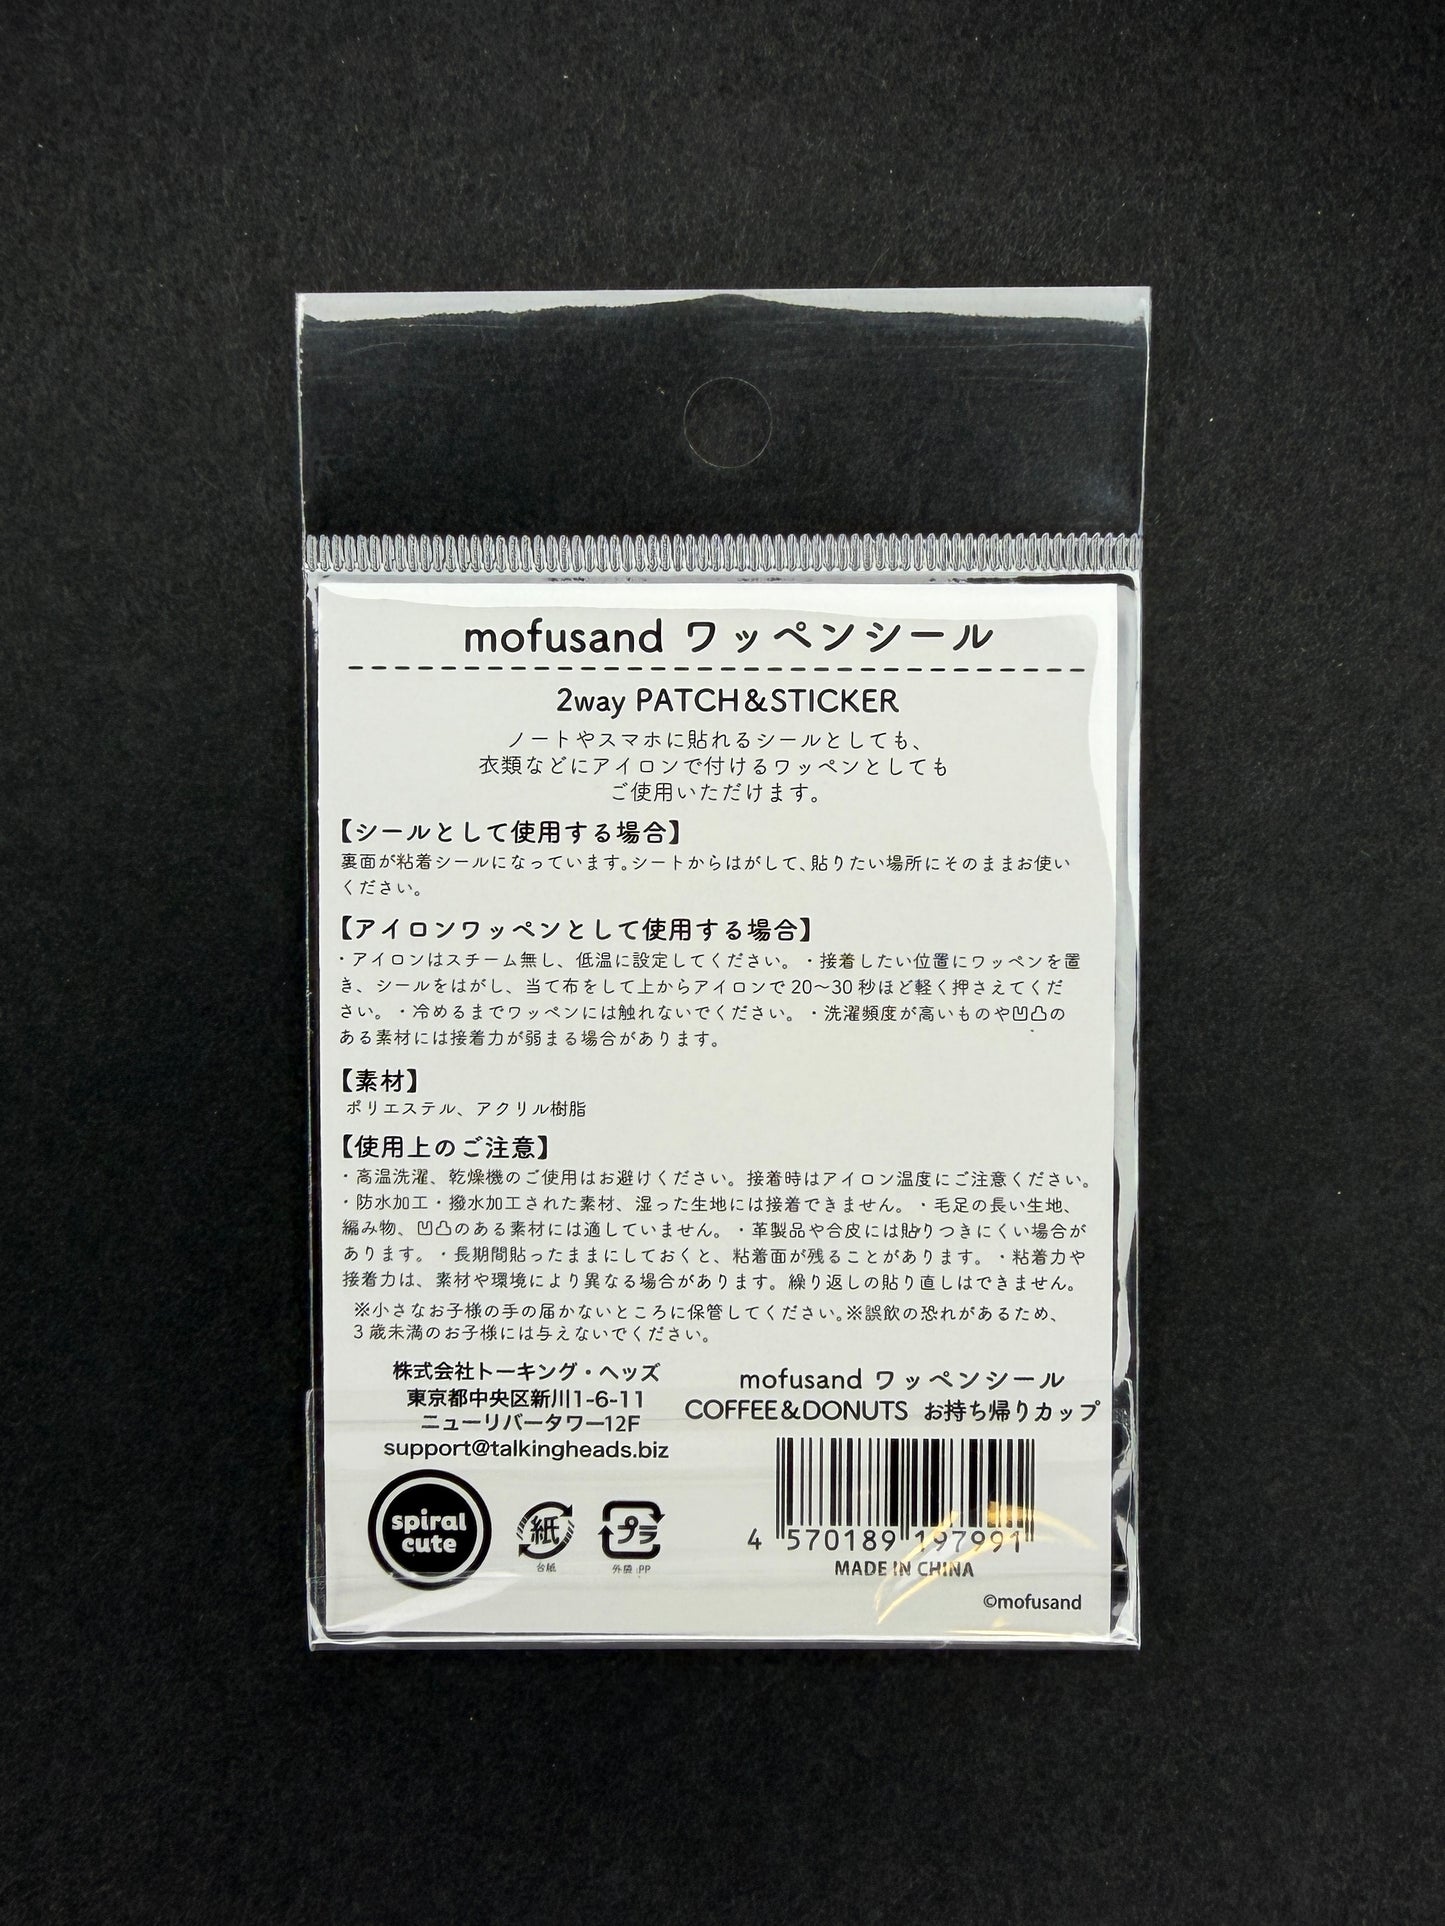 mofusand ワッペンシール
2way PATCH&STICKER
ノートやスマホに貼れるシールとしても、
衣類などにアイロンで付けるワッペンとしても
ご使用いただけます。
【シールとして使用する場合】
裏面が粘着シールになっています。シートからはがして、貼りたい場所にそのままお使い
ください。
【アイロンワッペンとして使用する場合】
・アイロンはスチーム無し、低温に設定してください。・接着したい位置にワッペンを置
き、シールをはがし、当て布をして上からアイロンで20〜30秒ほど軽く押さえてくだ
さい。・冷めるまでワッペンには触れないでください。・洗濯頻度が高いものや凹凸の
ある素材には接着力が弱まる場合があります。
【素材】
ポリエステル、アクリル樹脂
【使用上のご注意】
・高温洗濯、乾燥機のご使用はお避けください。接着時はアイロン温度にご注意ください。
・防水加工・撥水加工された素材、湿った生地には接着できません。・毛足の長い生地、
編み物、凹凸のある素材には適していません。・革製品や合皮には貼りつきにくい場合が
あります。・長期間貼ったままにしておくと、粘着面が残ることがあります。・粘着力や
接着力は、素材や環境により異なる場合があります。繰り返しの貼り直しはできません。
※小さなお子様の手の届かないところに保管してください。※誤飲の恐れがあるため、
3歳未満のお子様には与えないでください。
株式会社トーキング・ヘッズ
東京都中央区新川1-6-11
ニューリバータワー12F
support@talkingheads.biz
spiral
cute
紙
台紙
プラ
外袋:PP
mofusand ワッペンシール
COFFEE&DONUTS お持ち帰りカップ
4 570189 197991
MADE IN CHINA
©mofusand